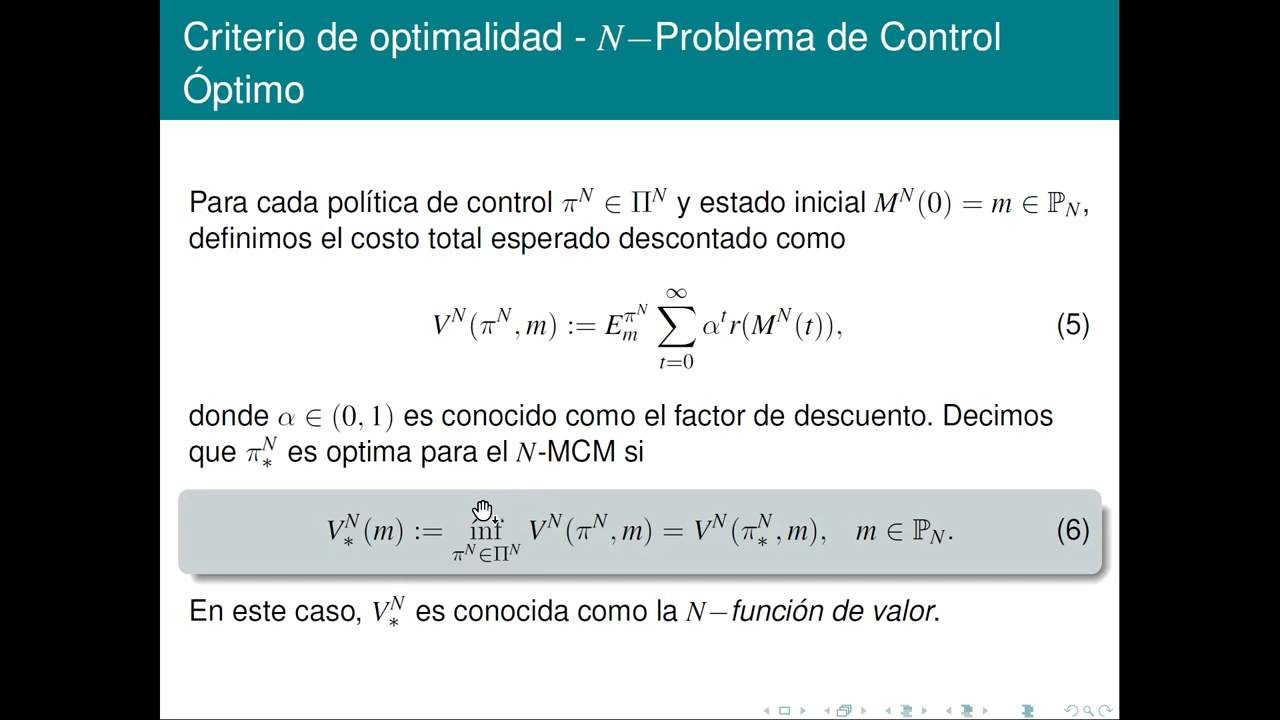 Criterio de optimalidad - N−Problema de Control
Óptimo
Para cada política de control π^N ∈ Π^N y estado inicial M^N(0) = m ∈ ℙ_N,
definimos el costo total esperado descontado como
V^N(π^N, m) := E_m^{π^N} ∑_{t=0}^{∞} α^t r(M^N(t)), (5)
donde α ∈ (0, 1) es conocido como el factor de descuento. Decimos
que π_*^N es optima para el N-MCM si
V_*^N(m) := inf_{π^N∈Π^N} V^N(π^N, m) = V^N(π_*^N, m), m ∈ ℙ_N. (6)
En este caso, V_*^N es conocida como la N−función de valor.